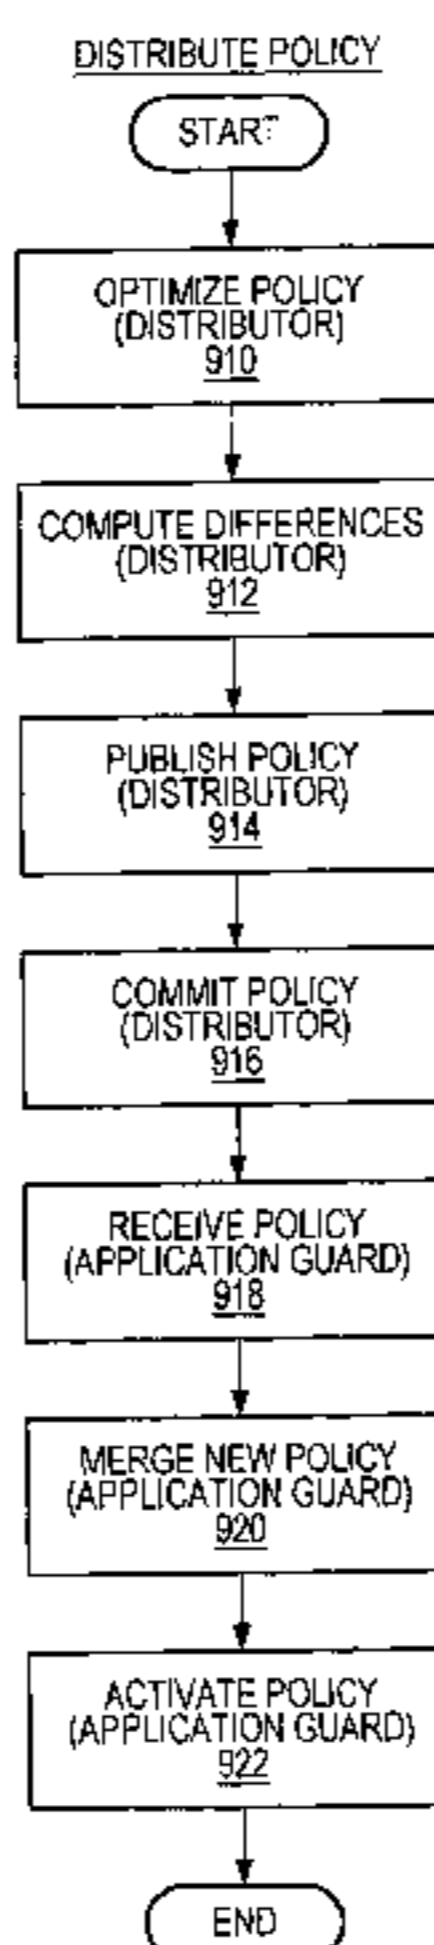 DISTRIBUTE POLICY
START
OPTIMIZE POLICY
(DISTRIBUTOR)
910
COMPUTE DIFFERENCES
(DISTRIBUTOR)
912
PUBLISH POLICY
(DISTRIBUTOR)
914
COMMIT POLICY
(DISTRIBUTOR)
916
RECEIVE POLICY
(APPLICATION GUARD)
918
MERGE NEW POLICY
(APPLICATION GUARD)
920
ACTIVATE POLICY
(APPLICATION GUARD)
922
END